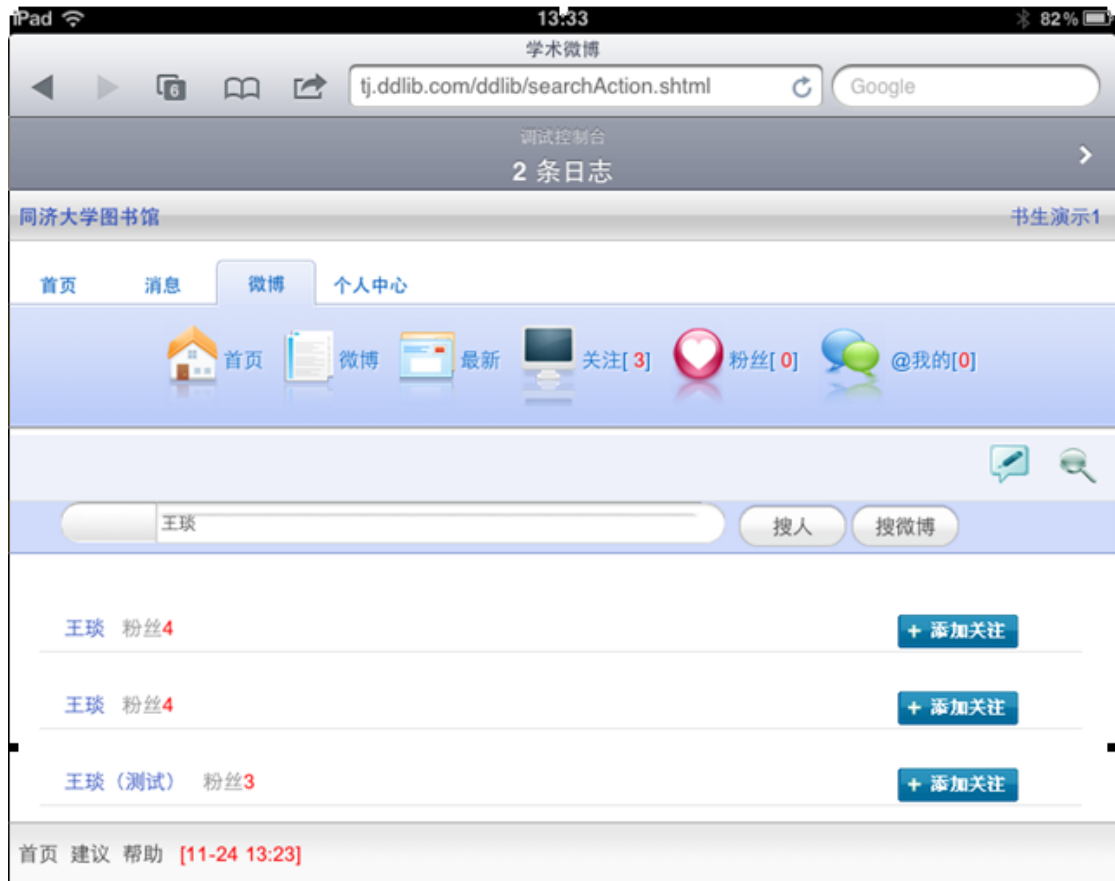 iPad 13:33 82%
学术微博
6 tj.ddlib.com/ddlib/searchAction.shtml Google
调试控制台
2 条日志
同济大学图书馆 书生演示1
首页 消息 微博 个人中心
首页 微博 最新 关注[ 3] 粉丝[ 0] @我的[0]
王琰 搜人 搜微博
王琰 粉丝4 + 添加关注
王琰 粉丝4 + 添加关注
王琰（测试） 粉丝3 + 添加关注
首页 建议 帮助 [11-24 13:23]